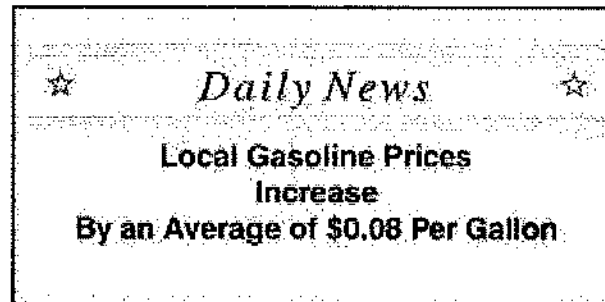 Daily News
Local Gasoline Prices
Increase
By an Average of $0.08 Per Gallon